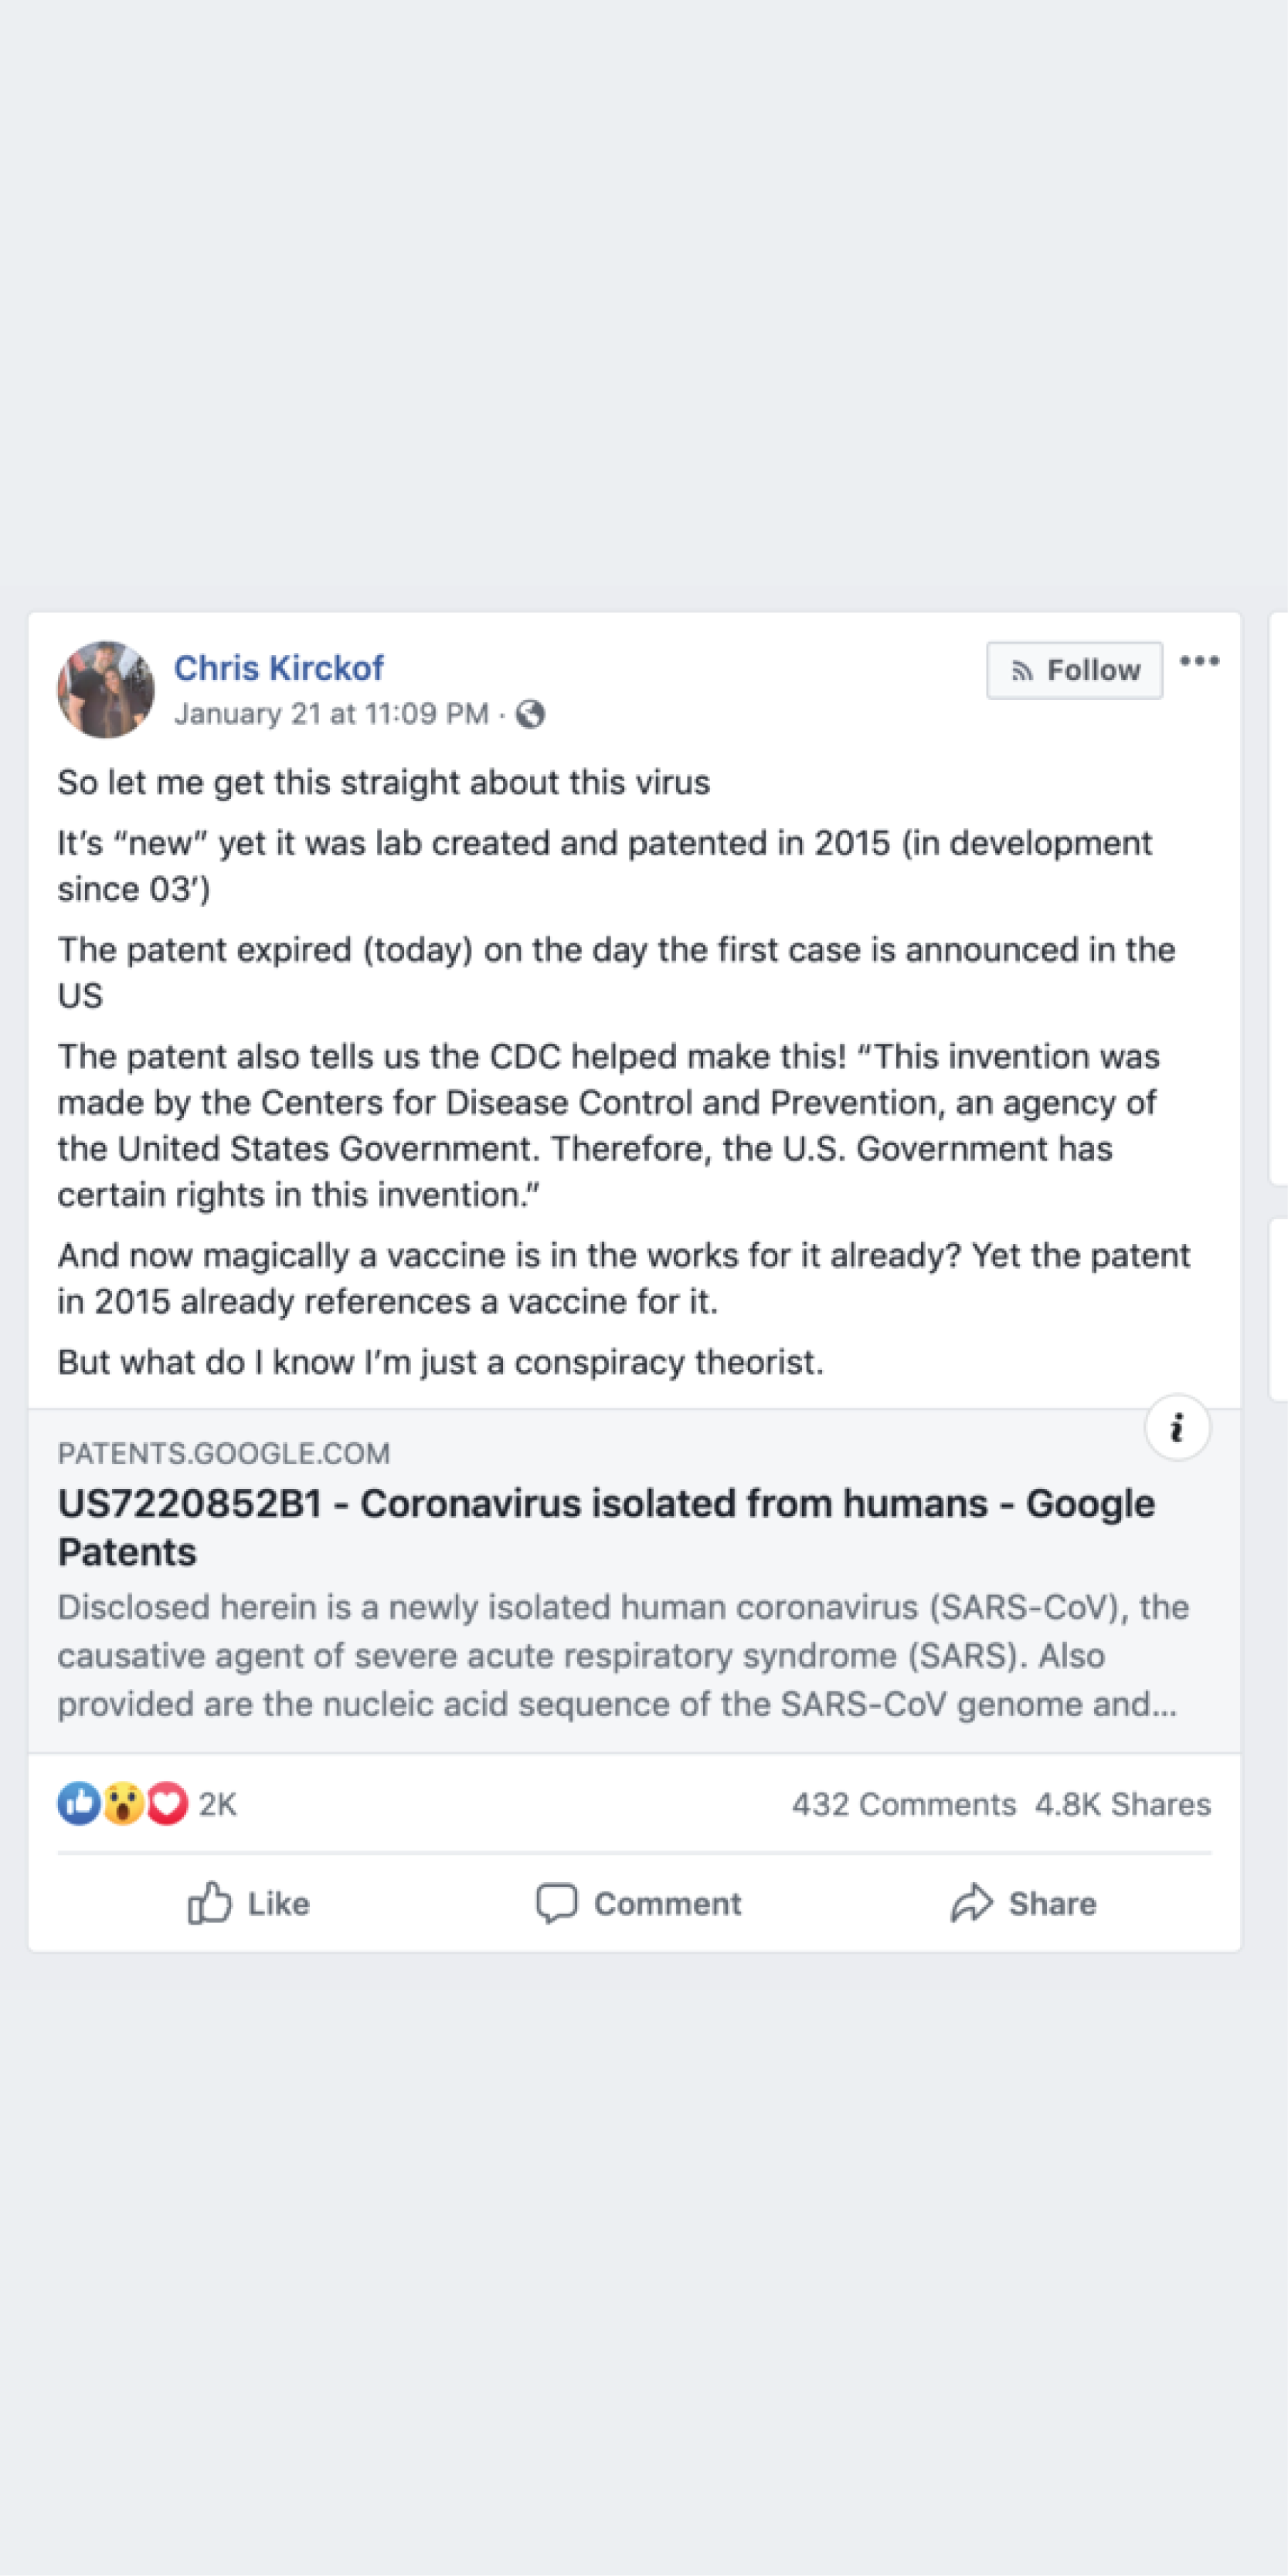 Chris Kirckof
Follow
January 21 at 11:09 PM ·
So let me get this straight about this virus
It’s “new” yet it was lab created and patented in 2015 (in development
since 03’)
The patent expired (today) on the day the first case is announced in the
US
The patent also tells us the CDC helped make this! “This invention was
made by the Centers for Disease Control and Prevention, an agency of
the United States Government. Therefore, the U.S. Government has
certain rights in this invention.”
And now magically a vaccine is in the works for it already? Yet the patent
in 2015 already references a vaccine for it.
But what do I know I’m just a conspiracy theorist.
i
PATENTS.GOOGLE.COM
US7220852B1 - Coronavirus isolated from humans - Google
Patents
Disclosed herein is a newly isolated human coronavirus (SARS-CoV), the
causative agent of severe acute respiratory syndrome (SARS). Also
provided are the nucleic acid sequence of the SARS-CoV genome and...
2K
432 Comments 4.8K Shares
Like Comment Share